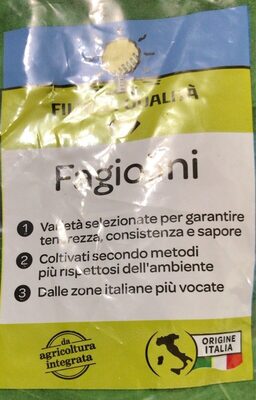 QUALITÀ
Fagiolini
1 Varietà selezionate per garantire
tenerezza, consistenza e sapore
2 Coltivati secondo metodi
più rispettosi dell'ambiente
3 Dalle zone italiane più vocate
da
agricoltura
integrata
ORIGINE
ITALIA